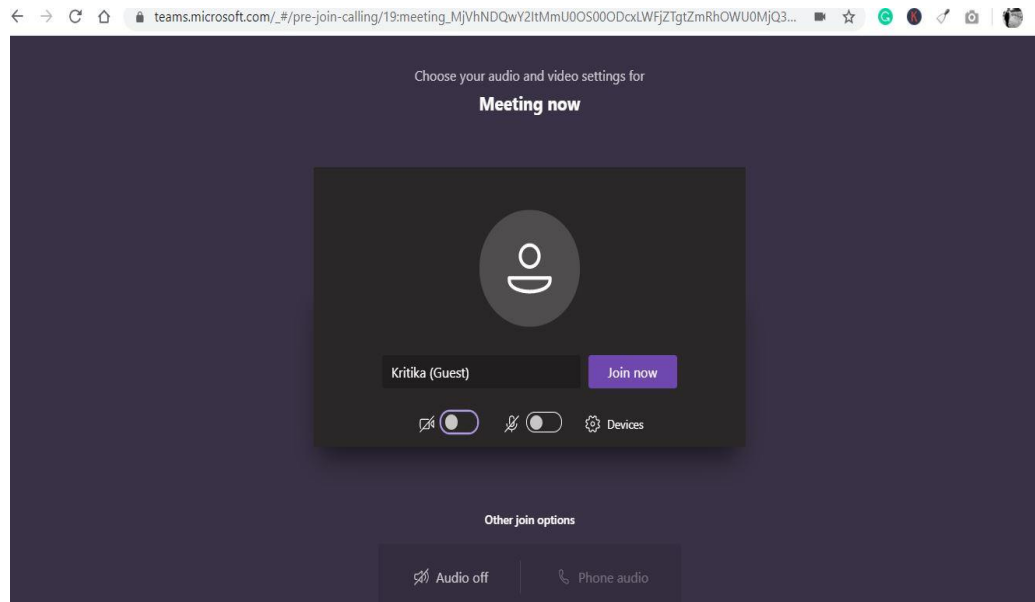 teams.microsoft.com/_#/pre-join-calling/19:meeting_MjVhNDQwY2ItMmU0OS00ODcxLWFjZTgtZmRhOWU0MjQ3...
G K
Choose your audio and video settings for
Meeting now
Kritika (Guest)
Join now
Devices
Other join options
Audio off
Phone audio